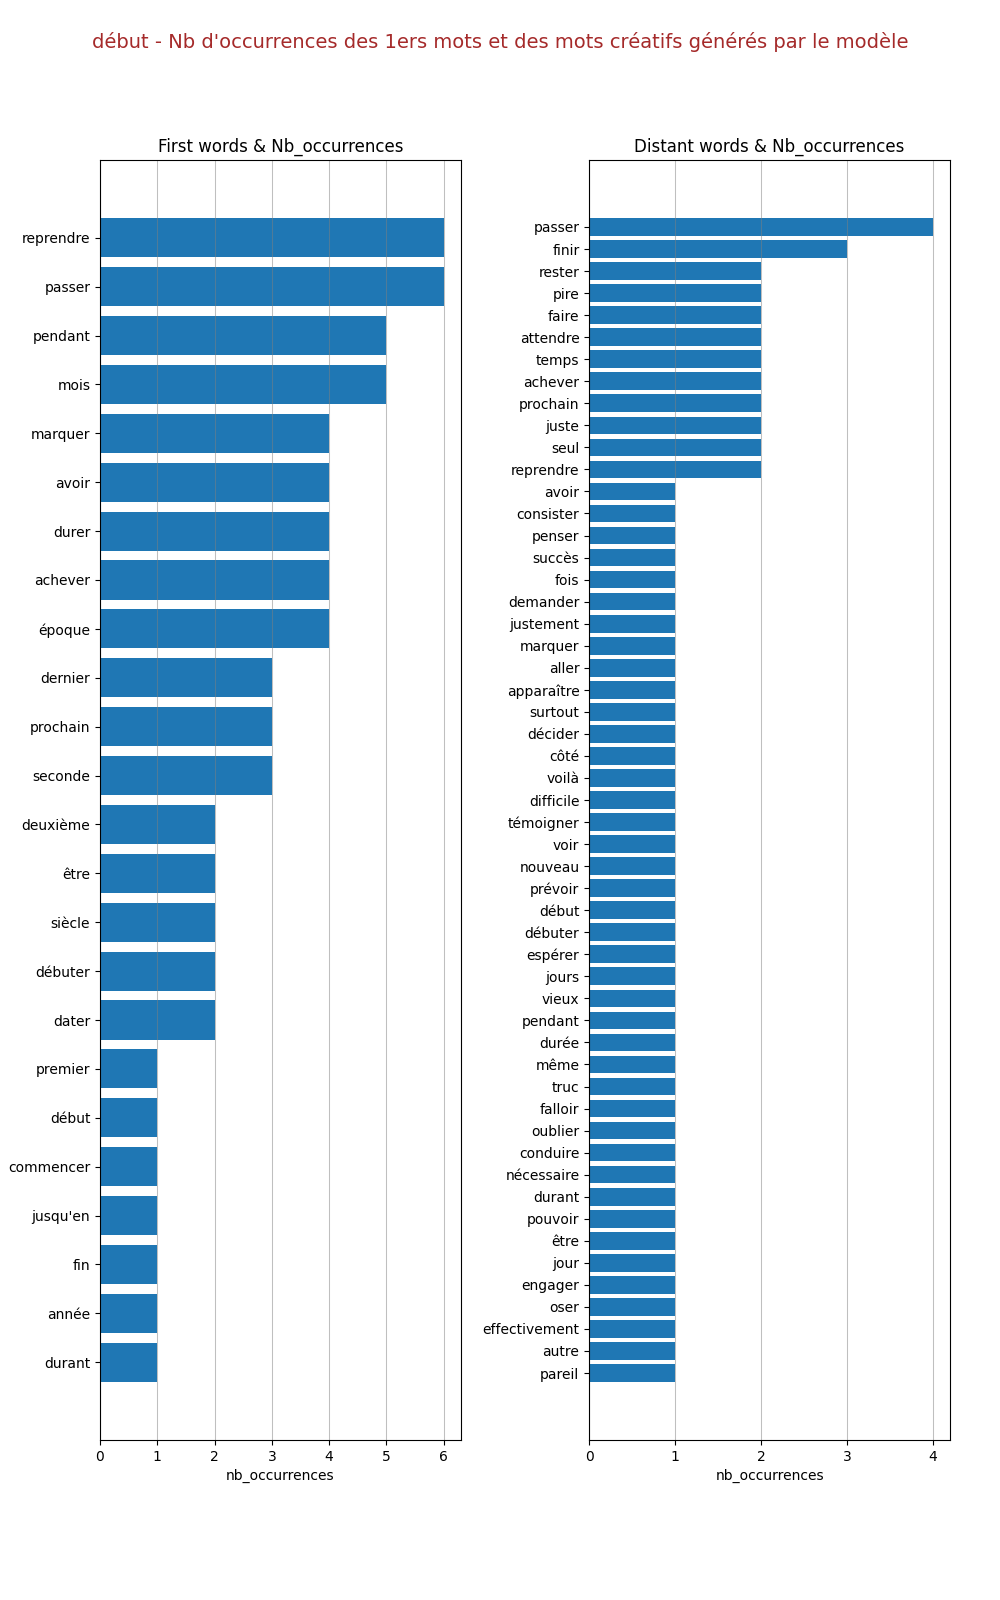 début - Nb d'occurrences des 1ers mots et des mots créatifs générés par le modèle
First words & Nb_occurrences
reprendre
passer
pendant
mois
marquer
avoir
durer
achever
époque
dernier
prochain
seconde
deuxième
être
siècle
débuter
dater
premier
début
commencer
jusqu'en
fin
année
durant
0 1 2 3 4 5 6
nb_occurrences
Distant words & Nb_occurrences
passer
finir
rester
pire
faire
attendre
temps
achever
prochain
juste
seul
reprendre
avoir
consister
penser
succès
fois
demander
justement
marquer
aller
apparaître
surtout
décider
côté
voilà
difficile
témoigner
voir
nouveau
prévoir
début
débuter
espérer
jours
vieux
pendant
durée
même
truc
falloir
oublier
conduire
nécessaire
durant
pouvoir
être
jour
engager
oser
effectivement
autre
pareil
0 1 2 3 4
nb_occurrences